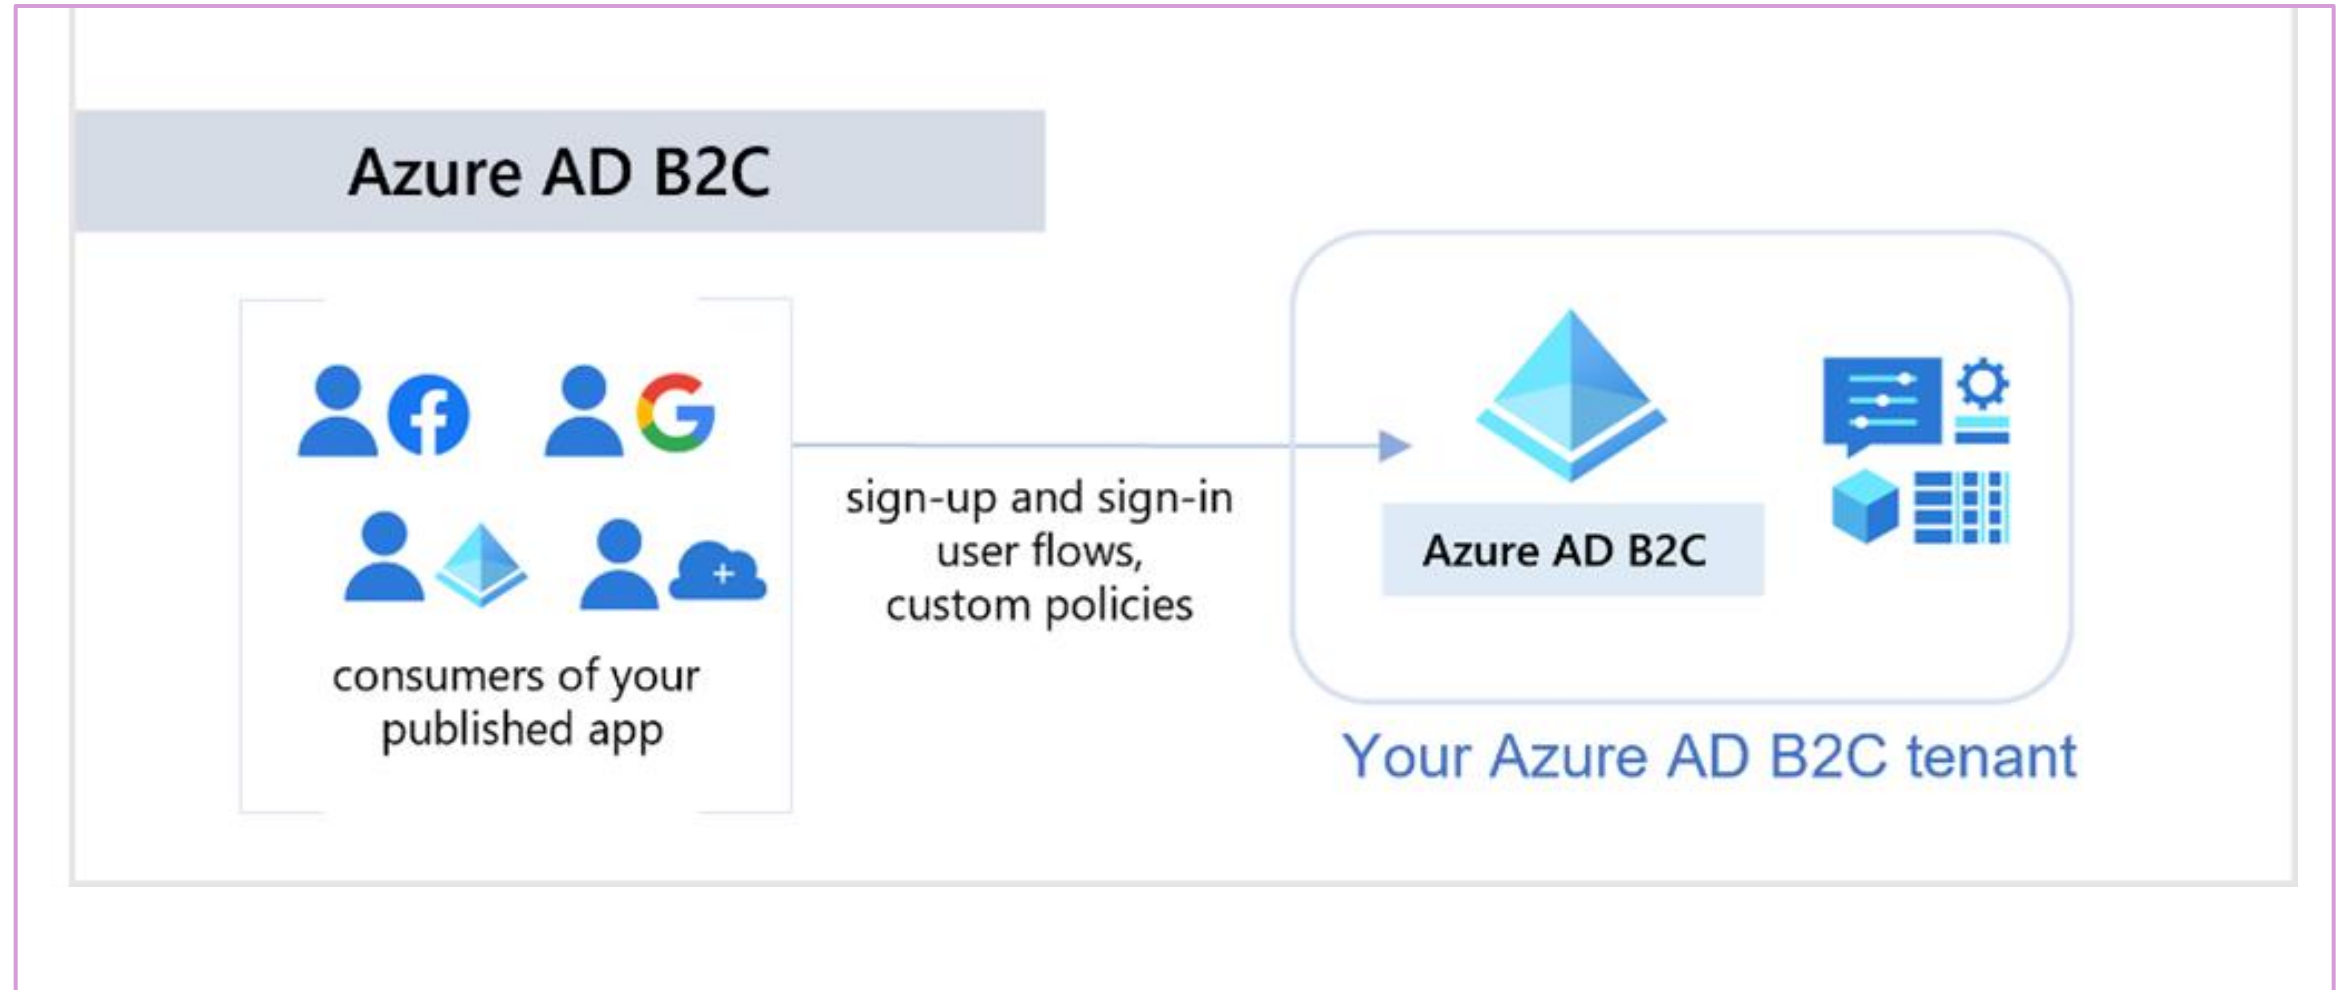 Azure AD B2C
sign-up and sign-in
user flows,
custom policies
consumers of your
published app
Azure AD B2C
Your Azure AD B2C tenant